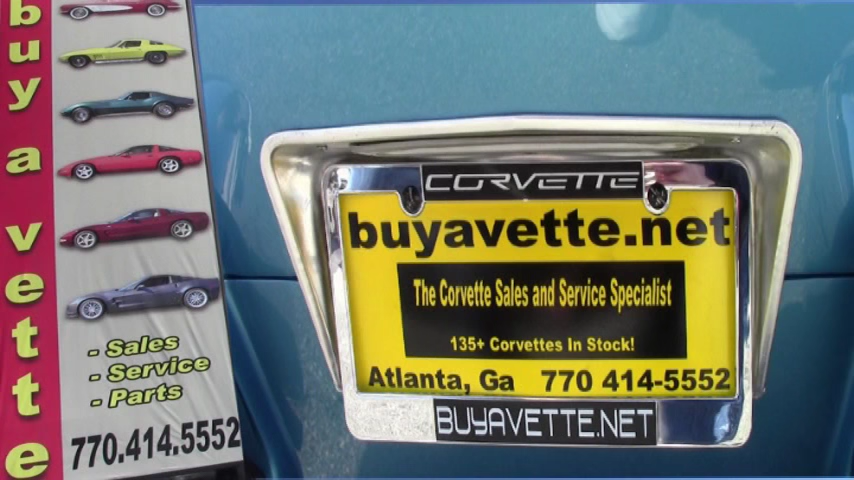 buy a vette
- Sales
- Service
- Parts
770.414.5552
CORVETTE
buyavette.net
The Corvette Sales and Service Specialist
135+ Corvettes In Stock!
Atlanta, Ga 770 414-5552
BUYAVETTE.NET